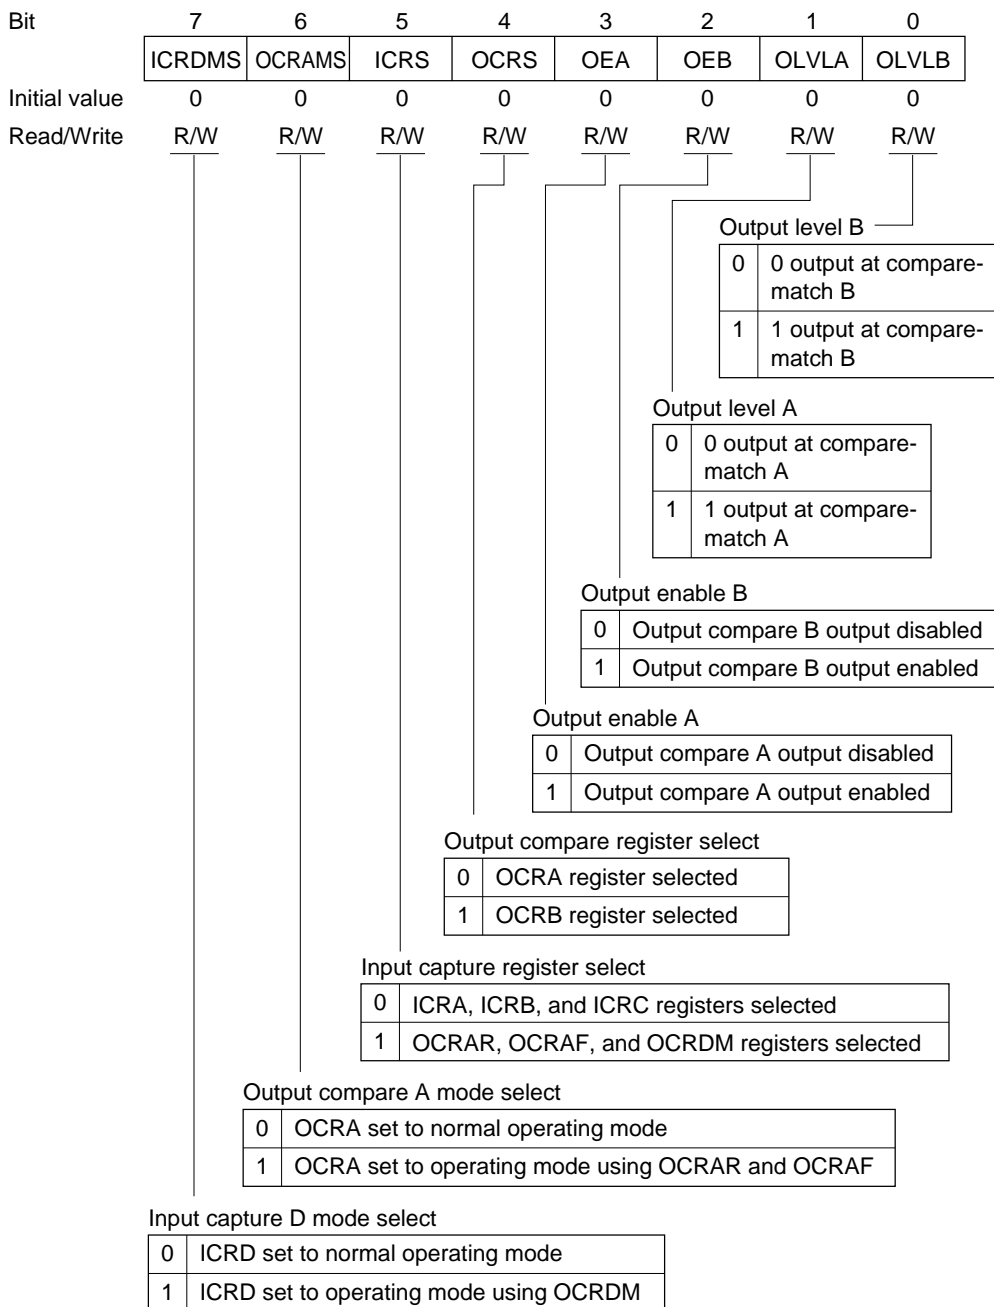 Bit 7 6 5 4 3 2 1 0
ICRDMS OCRAMS ICRS OCRS OEA OEB OLVLA OLVLB
Initial value 0 0 0 0 0 0 0 0
Read/Write R/W R/W R/W R/W R/W R/W R/W R/W
Output level B
0 0 output at compare-
match B
1 1 output at compare-
match B
Output level A
0 0 output at compare-
match A
1 1 output at compare-
match A
Output enable B
0 Output compare B output disabled
1 Output compare B output enabled
Output enable A
0 Output compare A output disabled
1 Output compare A output enabled
Output compare register select
0 OCRA register selected
1 OCRB register selected
Input capture register select
0 ICRA, ICRB, and ICRC registers selected
1 OCRAR, OCRAF, and OCRDM registers selected
Output compare A mode select
0 OCRA set to normal operating mode
1 OCRA set to operating mode using OCRAR and OCRAF
Input capture D mode select
0 ICRD set to normal operating mode
1 ICRD set to operating mode using OCRDM